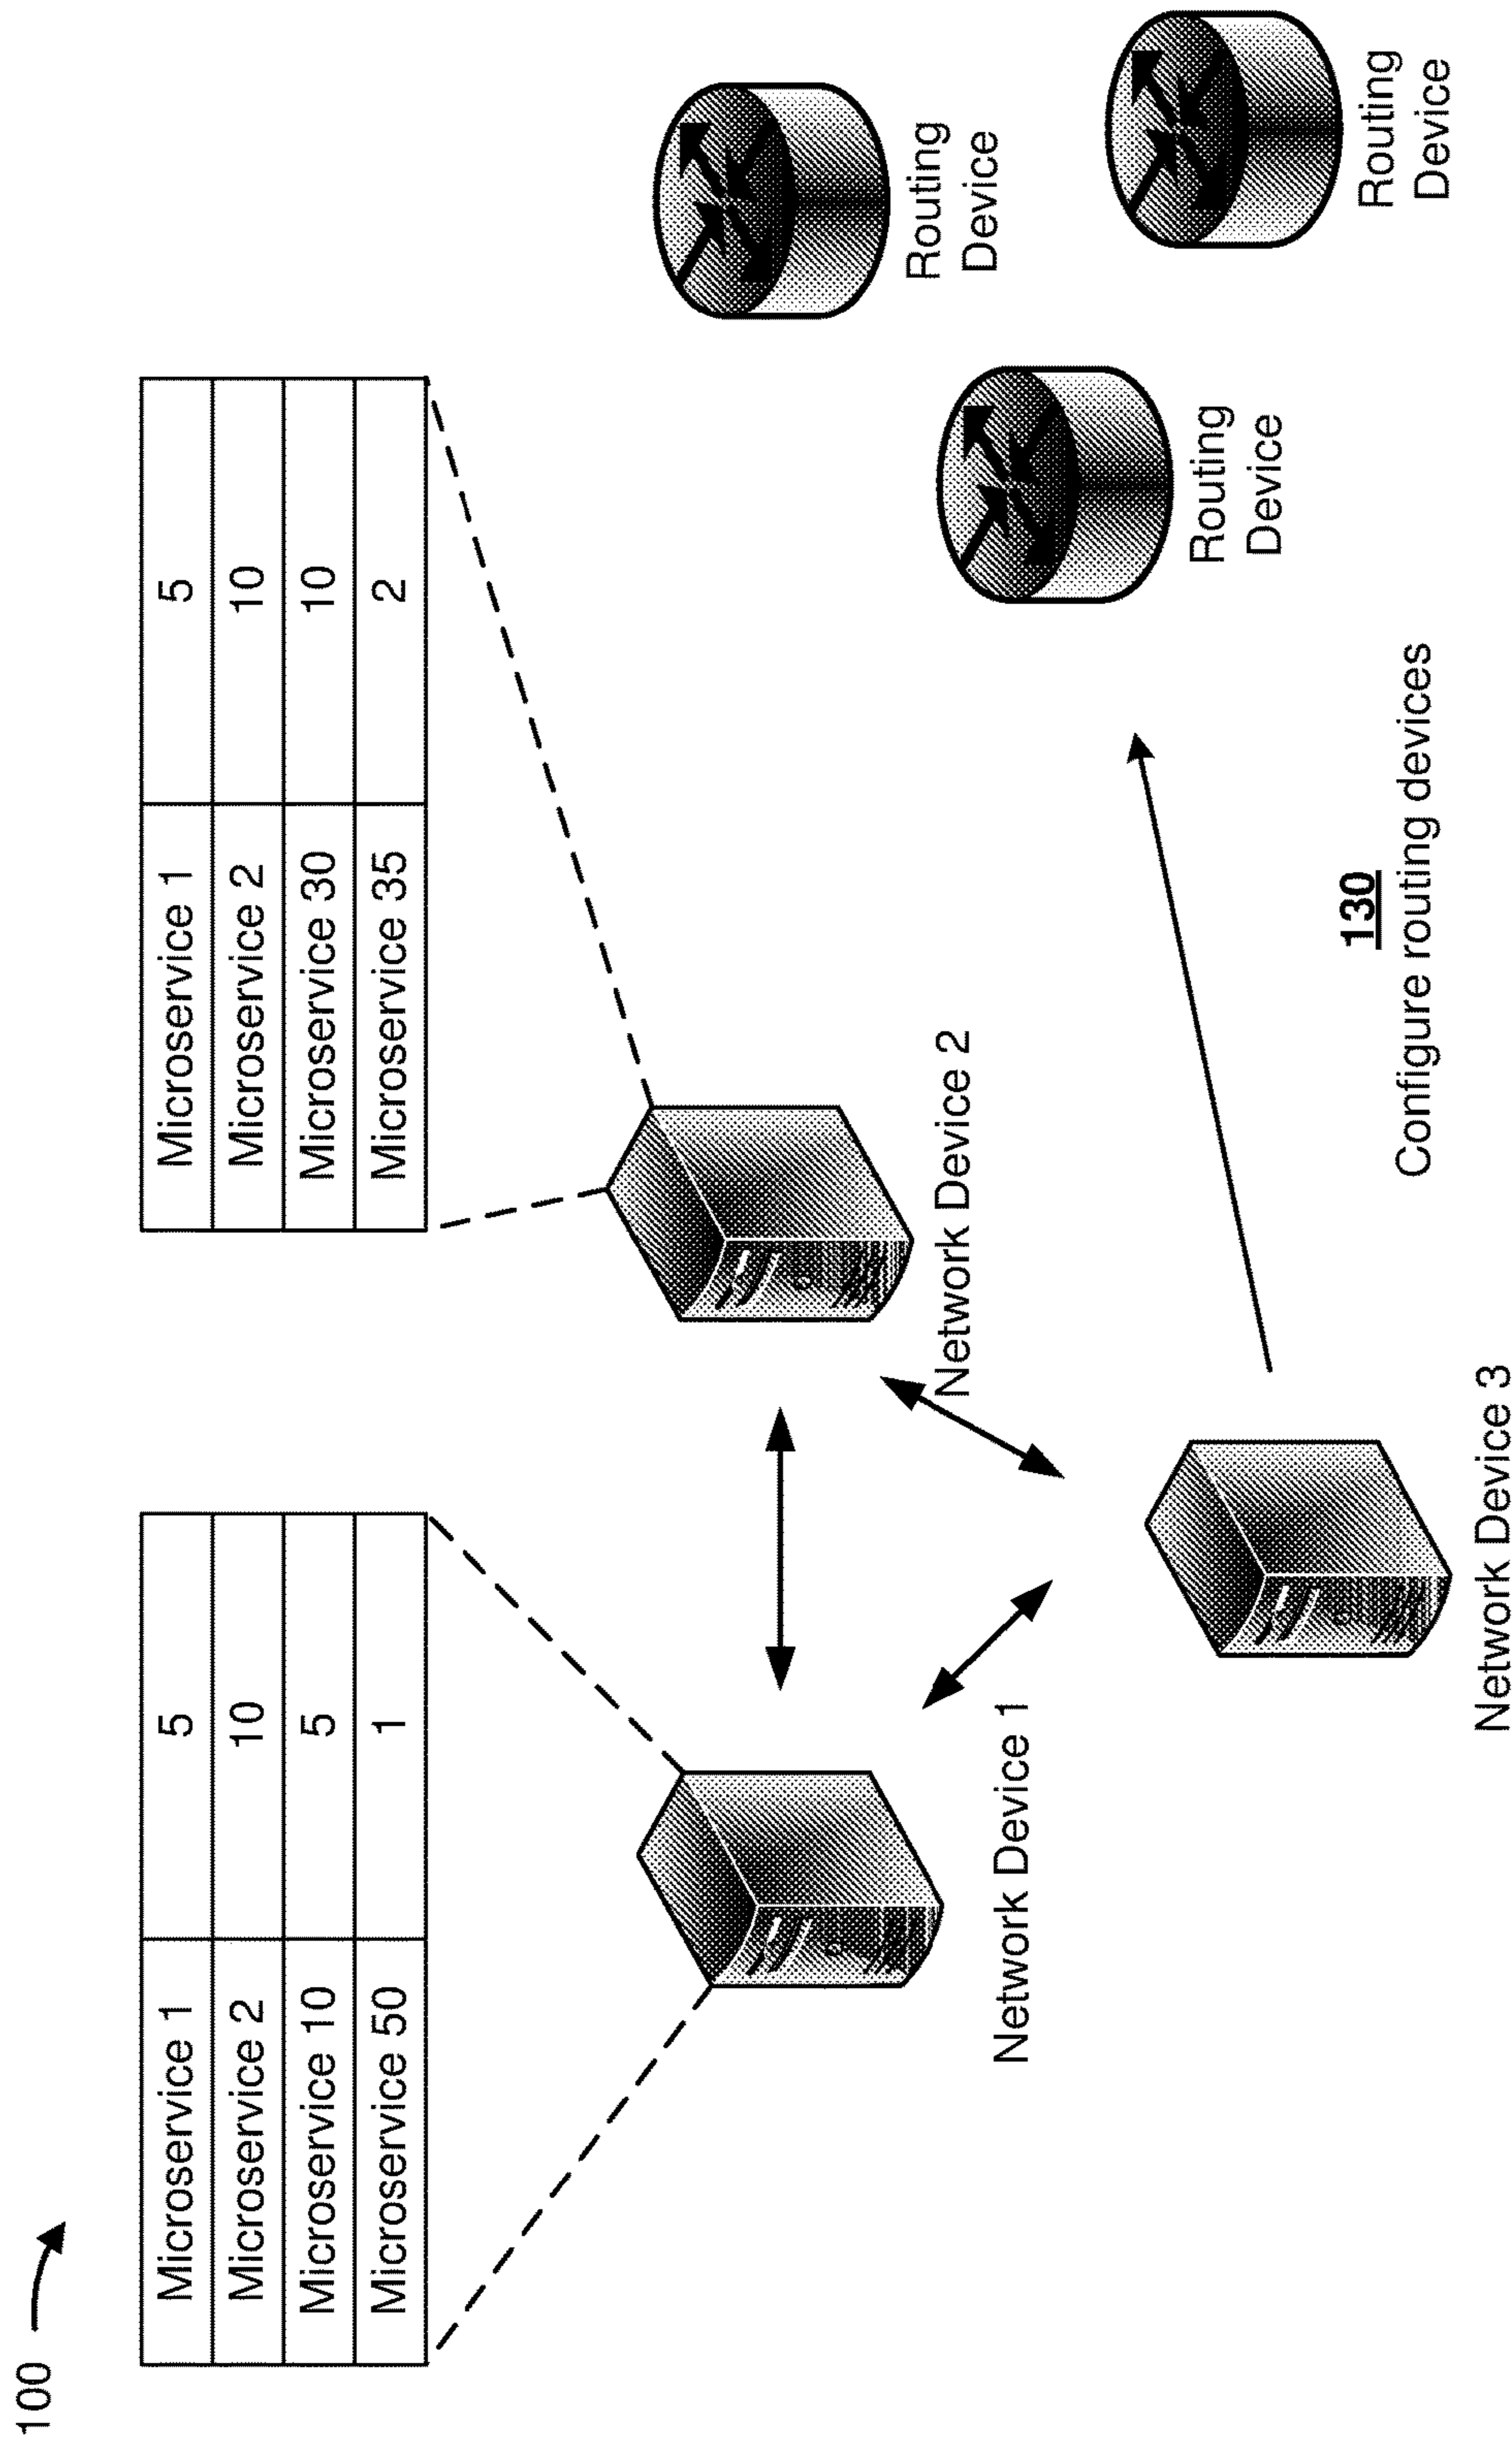 100
Microservice 1 5
Microservice 2 10
Microservice 10 5
Microservice 50 1
Microservice 1 5
Microservice 2 10
Microservice 30 10
Microservice 35 2
Network Device 1
Network Device 2
Network Device 3
130
Configure routing devices
Routing
Device
Routing
Device
Routing
Device